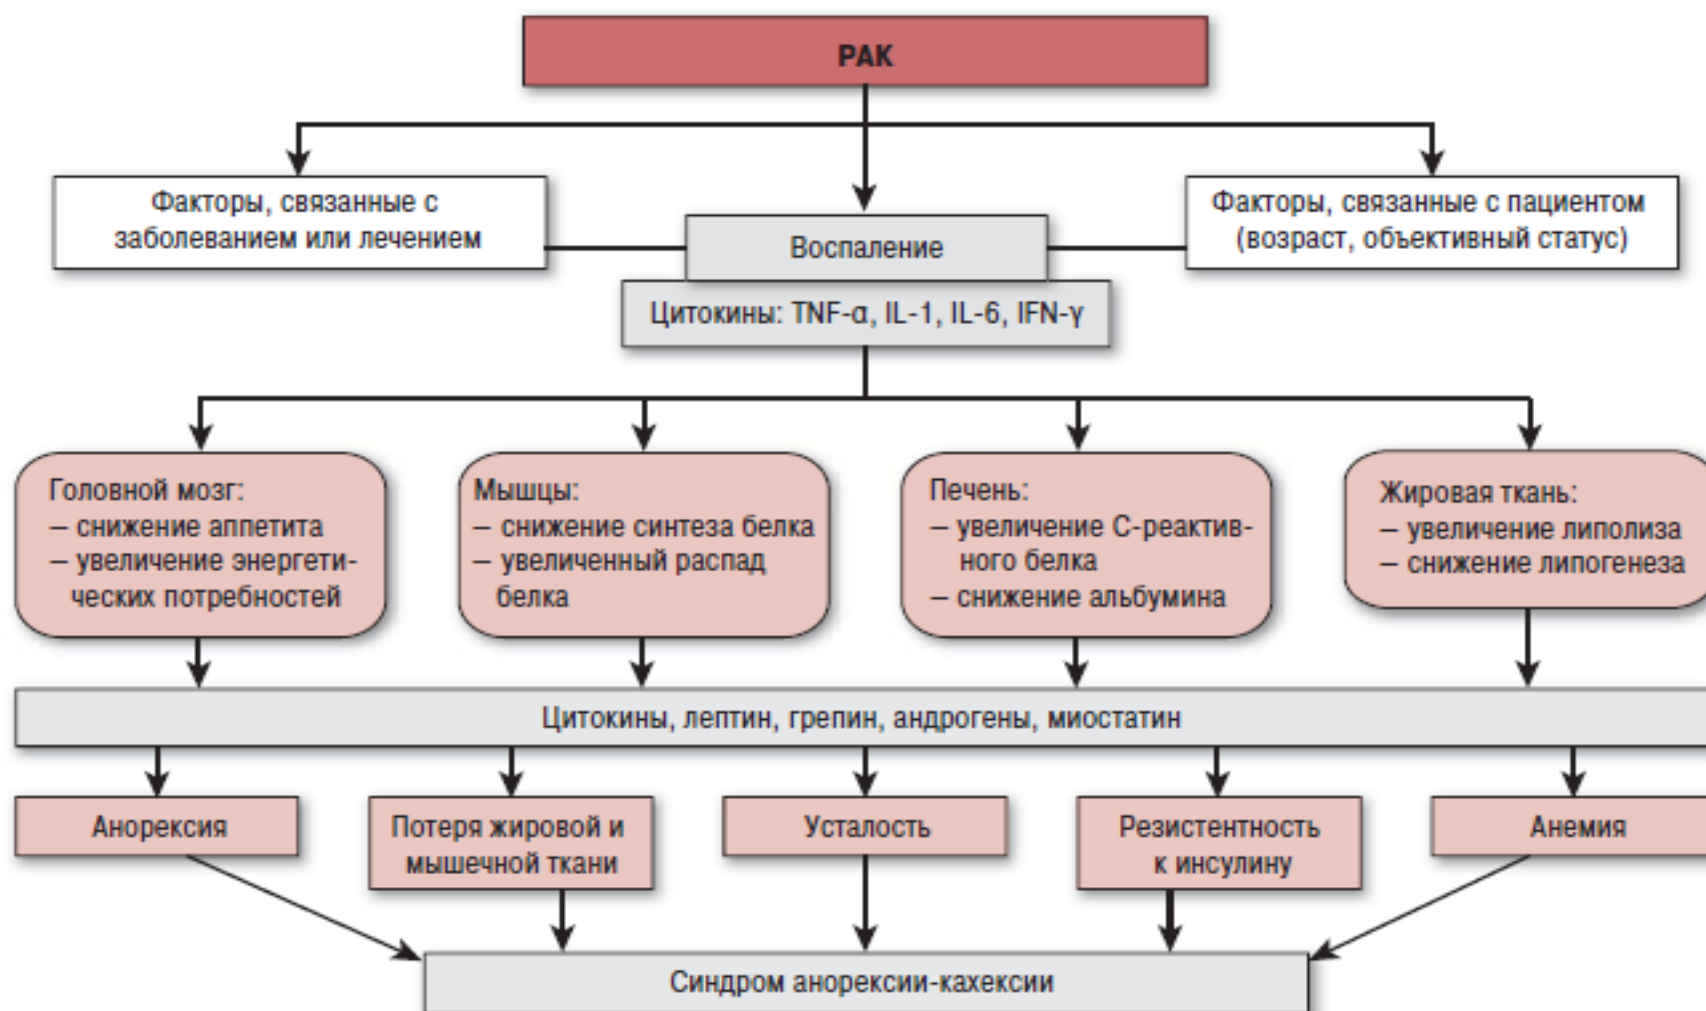 РАК
Факторы, связанные с
заболеванием или лечением
Воспаление
Факторы, связанные с пациентом
(возраст, объективный статус)
Цитокины: TNF-α, IL-1, IL-6, IFN-γ
Головной мозг:
– снижение аппетита
– увеличение энергети-
ческих потребностей
Мышцы:
– снижение синтеза белка
– увеличенный распад
белка
Печень:
– увеличение С-реактив-
ного белка
– снижение альбумина
Жировая ткань:
– увеличение липолиза
– снижение липогенеза
Цитокины, лептин, грепин, андрогены, миостатин
Анорексия
Потеря жировой и
мышечной ткани
Усталость
Резистентность
к инсулину
Анемия
Синдром анорексии-кахексии